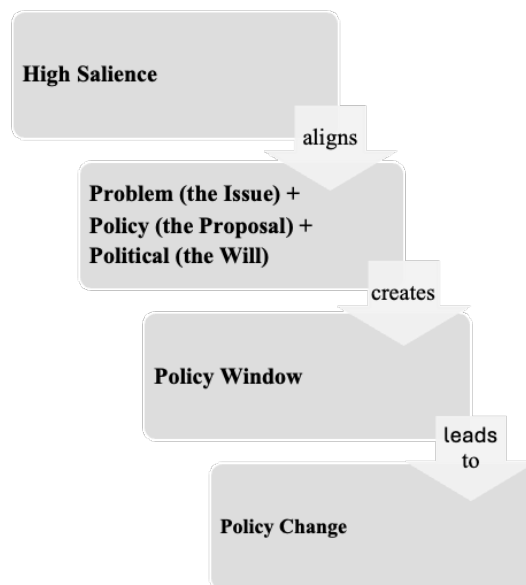 High Salience
aligns
Problem (the Issue) +
Policy (the Proposal) +
Political (the Will)
creates
Policy Window
leads
to
Policy Change